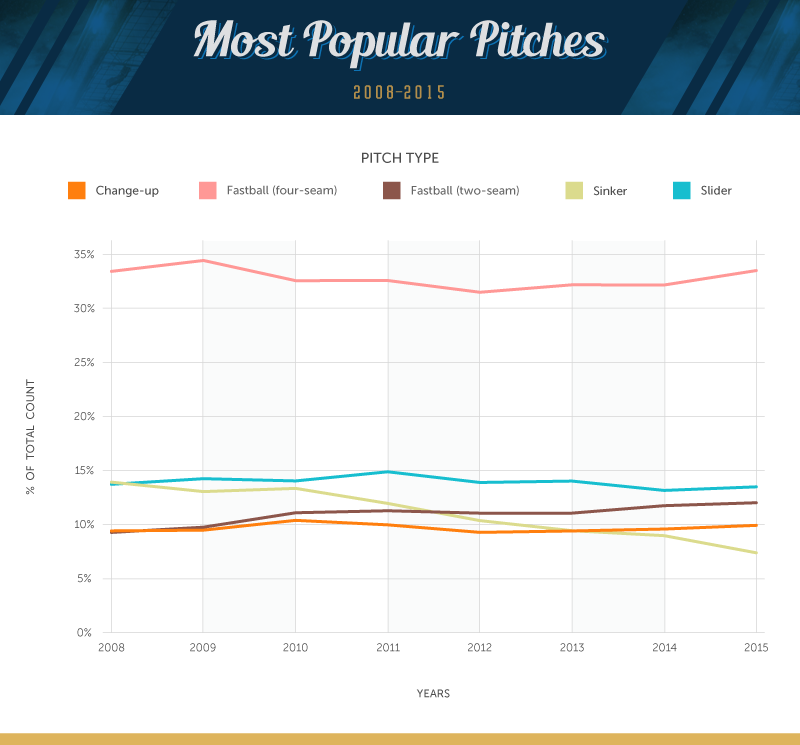 Most Popular Pitches
2008–2015
PITCH TYPE
Change-up Fastball (four-seam) Fastball (two-seam) Sinker Slider
35%
30%
25%
20%
15%
10%
5%
0%
% OF TOTAL COUNT
2008 2009 2010 2011 2012 2013 2014 2015
YEARS